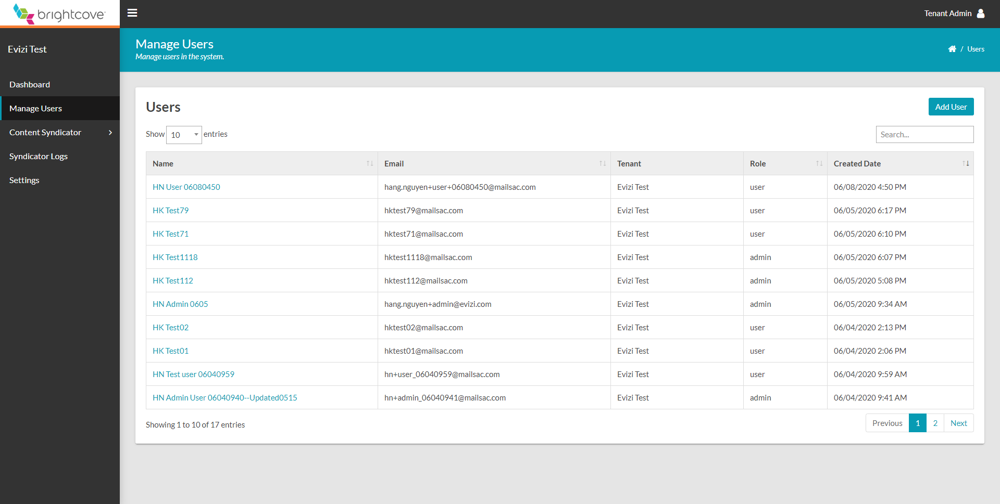 brightcove
Tenant Admin
Evizi Test
Manage Users
Manage users in the system.
/ Users
Dashboard
Manage Users
Content Syndicator
Syndicator Logs
Settings
Users
Add User
Show 10 entries
Search...
Name Email Tenant Role Created Date
HN User 06080450 hang.nguyen+user+06080450@mailsac.com Evizi Test user 06/08/2020 4:50 PM
HK Test79 hktest79@mailsac.com Evizi Test user 06/05/2020 6:17 PM
HK Test71 hktest71@mailsac.com Evizi Test user 06/05/2020 6:10 PM
HK Test1118 hktest1118@mailsac.com Evizi Test admin 06/05/2020 6:07 PM
HK Test112 hktest112@mailsac.com Evizi Test admin 06/05/2020 5:08 PM
HN Admin 0605 hang.nguyen+admin@evizi.com Evizi Test admin 06/05/2020 9:34 AM
HK Test02 hktest02@mailsac.com Evizi Test user 06/04/2020 2:13 PM
HK Test01 hktest01@mailsac.com Evizi Test user 06/04/2020 2:06 PM
HN Test user 06040959 hn+user_06040959@mailsac.com Evizi Test user 06/04/2020 9:59 AM
HN Admin User 06040940--Updated0515 hn+admin_06040941@mailsac.com Evizi Test admin 06/04/2020 9:41 AM
Showing 1 to 10 of 17 entries
Previous 1 2 Next